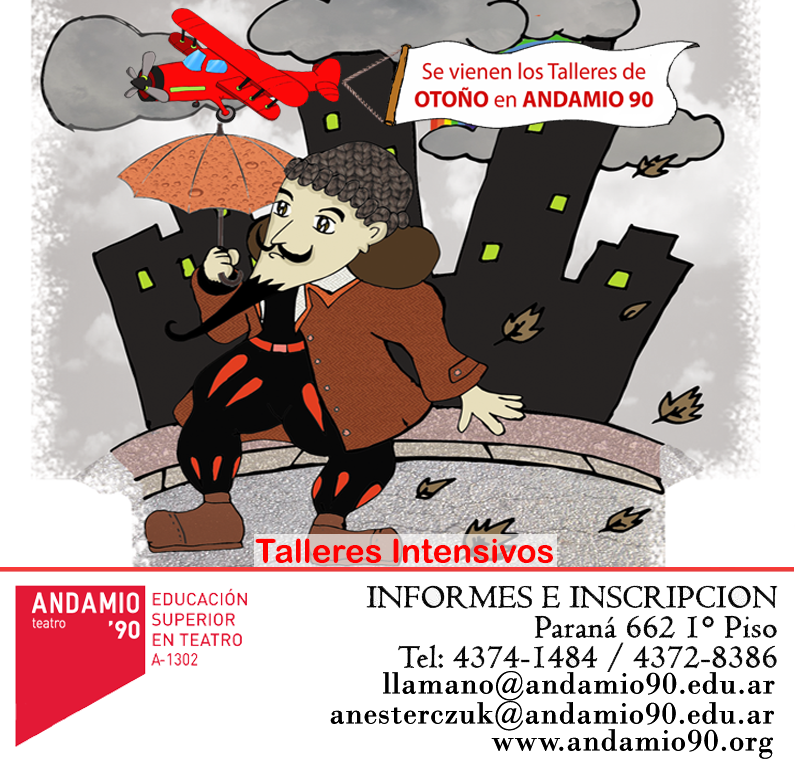 Se vienen los Talleres de
OTOÑO en ANDAMIO 90
Talleres Intensivos
ANDAMIO
teatro '90
EDUCACIÓN
SUPERIOR
EN TEATRO
A-1302
INFORMES E INSCRIPCION
Paraná 662 1° Piso
Tel: 4374-1484 / 4372-8386
llamano@andamio90.edu.ar
anesterczuk@andamio90.edu.ar
www.andamio90.org